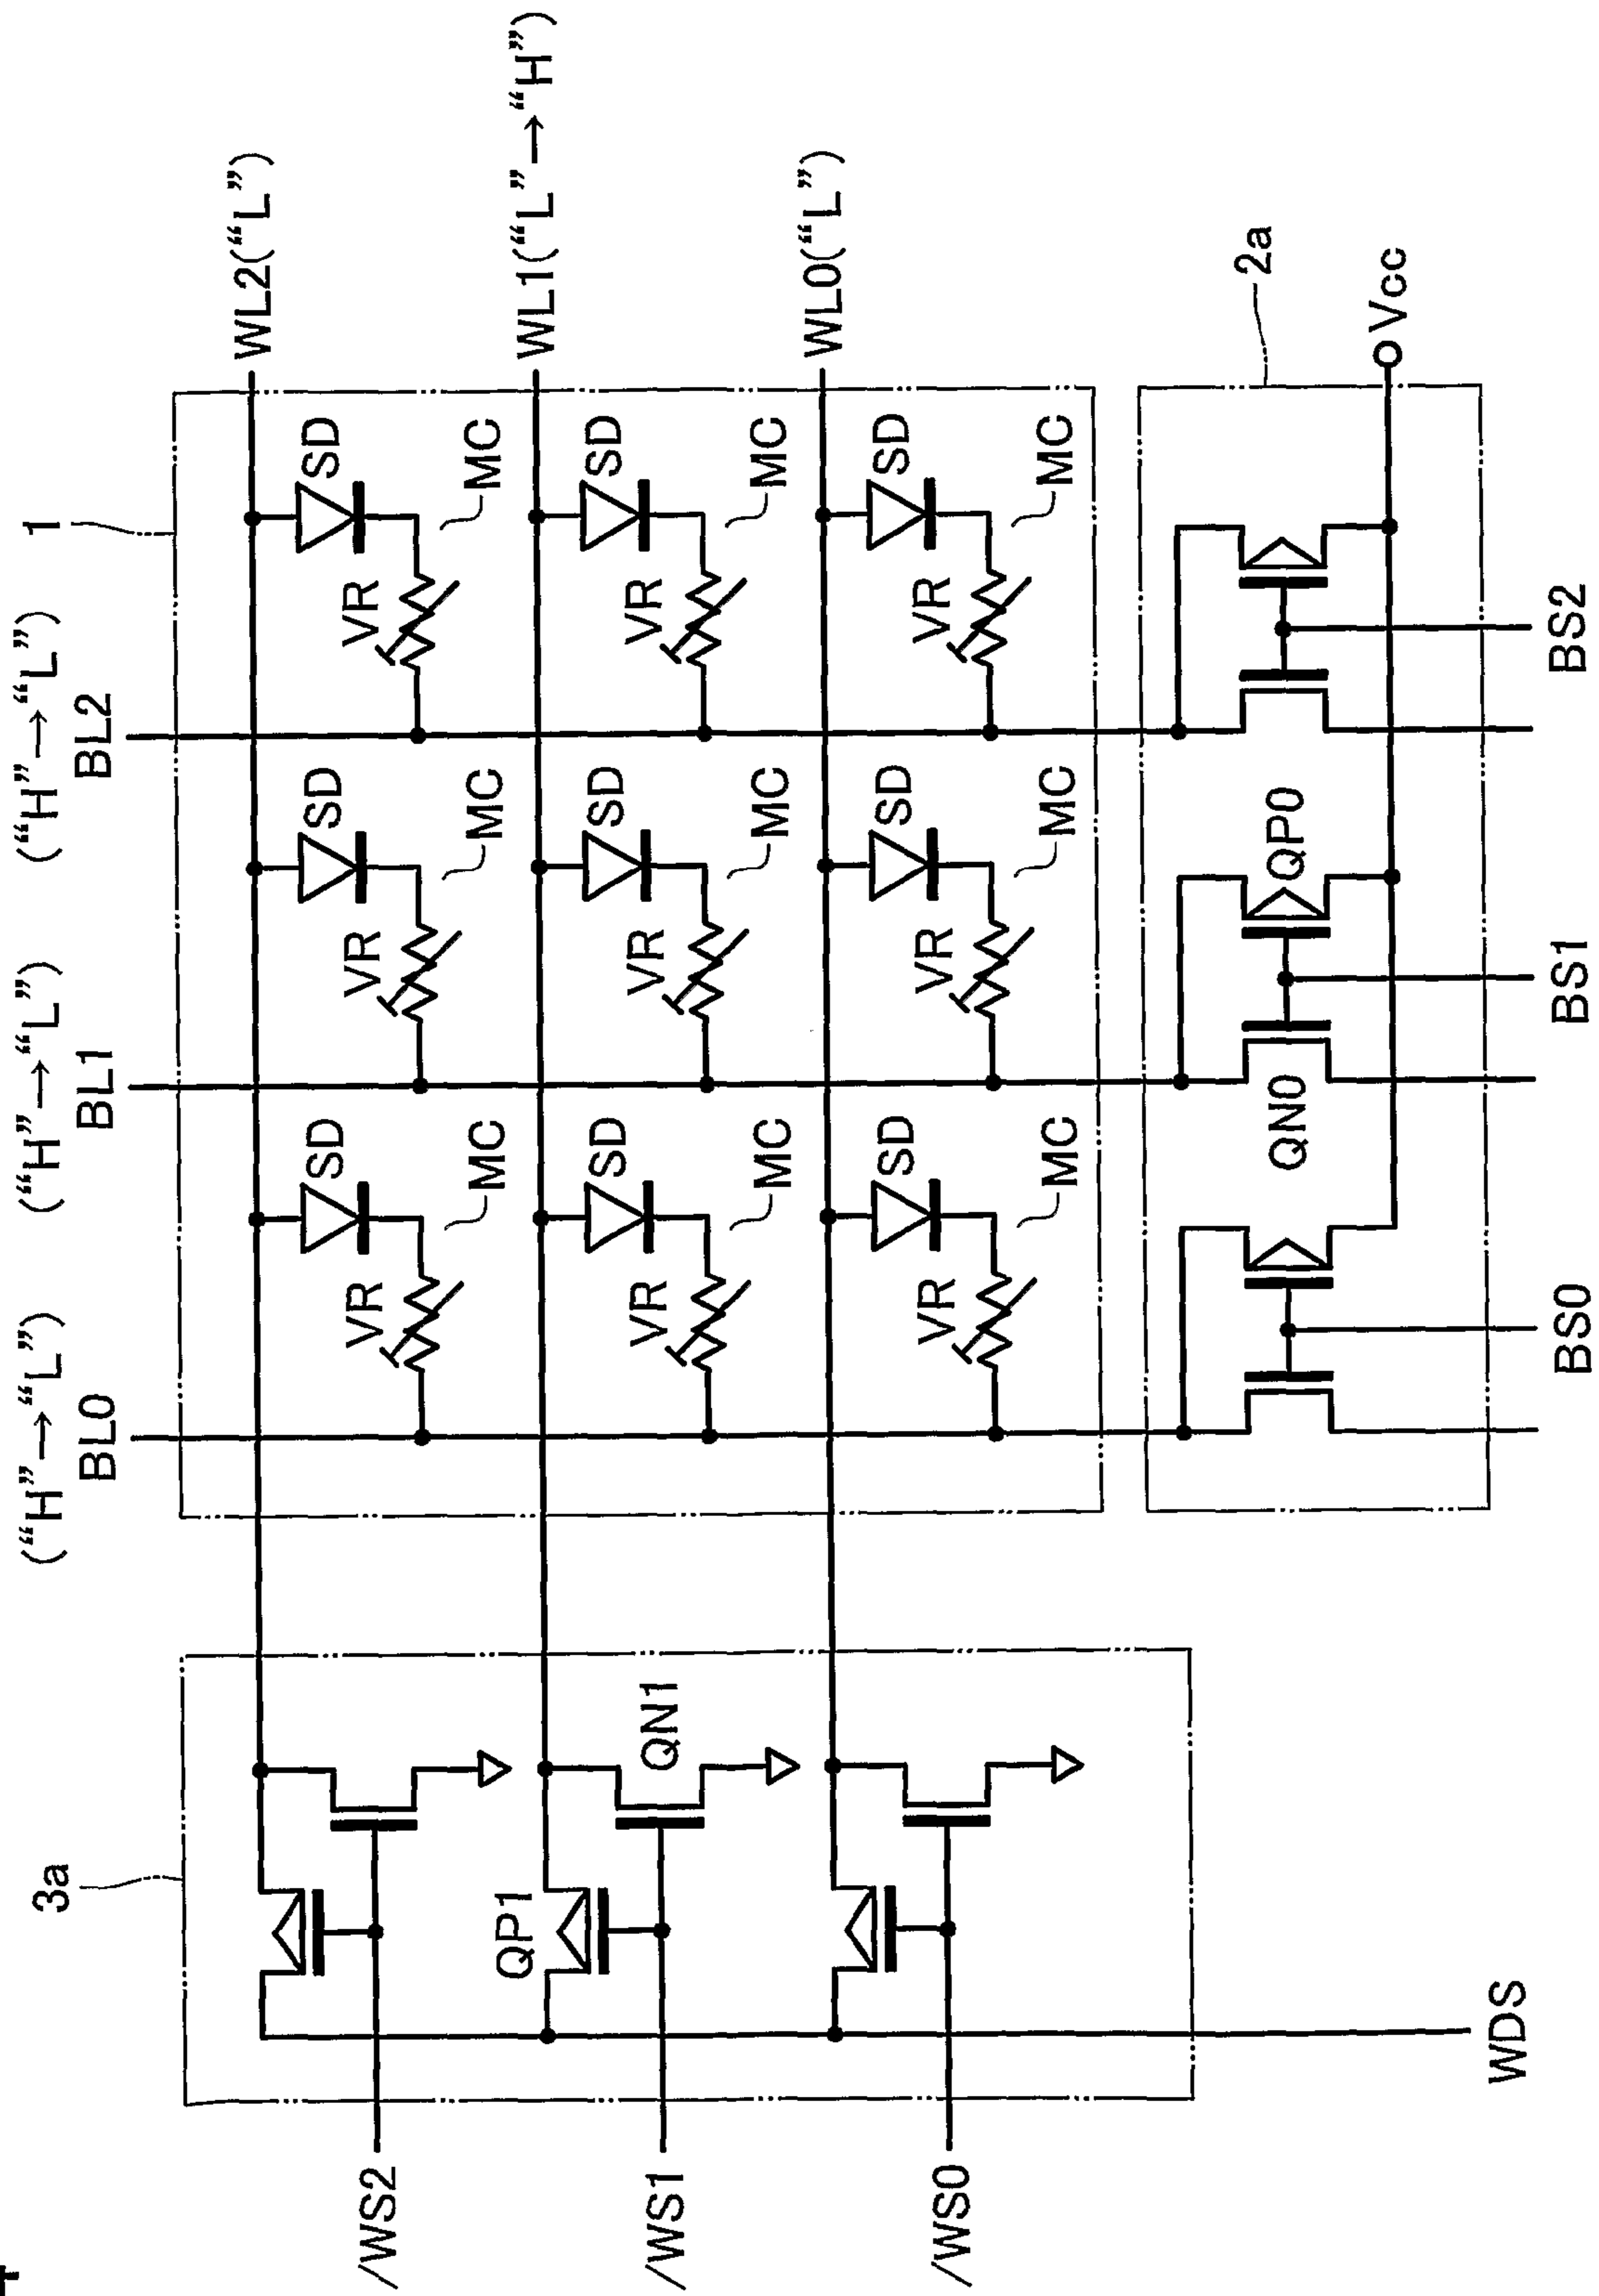 ("H"→"L") ("H"→"L") ("H"→"L")
3a 1
BL0 BL1 BL2
WL2("L")
SD SD SD
/WS2 VR VR VR
MC MC MC
QP1 WL1("L"→"H")
SD SD SD
/WS1 QN1 VR VR VR
MC MC MC
WL0("L")
SD SD SD
/WS0 VR VR VR
MC MC MC
2a
QN0 QP0
Vcc
WDS
BS0 BS1 BS2